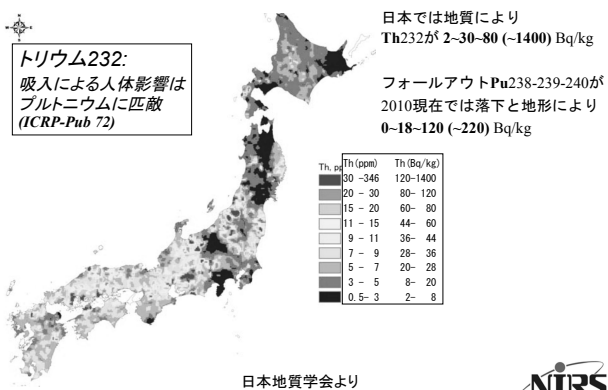 トリウム232:
吸入による人体影響は
プルトニウムに匹敵
(ICRP-Pub 72)
日本では地質により
Th232が 2~30~80 (~1400) Bq/kg
フォールアウトPu238-239-240が
2010現在では落下と地形により
0~18~120 (~220) Bq/kg
Th, pp
Th(ppm) Th(Bq/kg)
30 -346 120-1400
20 - 30 80- 120
15 - 20 60- 80
11 - 15 44- 60
9 - 11 36- 44
7 - 9 28- 36
5 - 7 20- 28
3 - 5 8- 20
0.5- 3 2- 8
日本地質学会より
NIRS